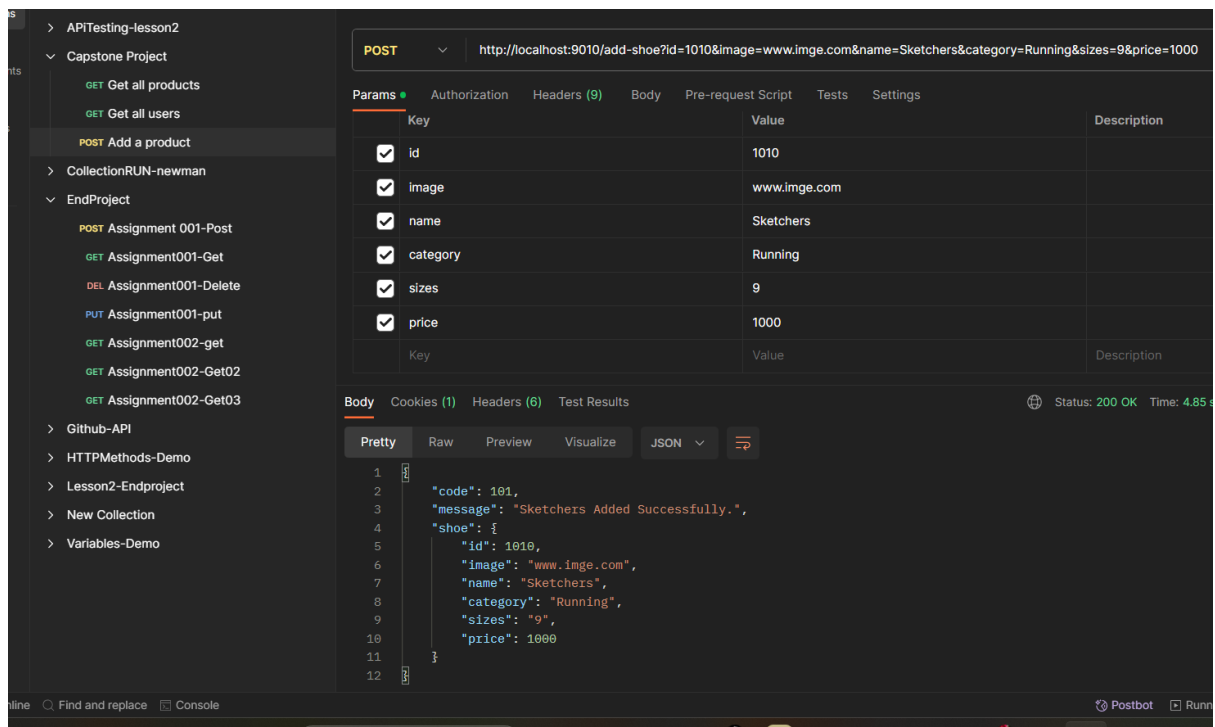 APiTesting-lesson2
Capstone Project
GET Get all products
GET Get all users
POST Add a product
CollectionRUN-newman
EndProject
POST Assignment 001-Post
GET Assignment001-Get
DEL Assignment001-Delete
PUT Assignment001-put
GET Assignment002-get
GET Assignment002-Get02
GET Assignment002-Get03
Github-API
HTTPMethods-Demo
Lesson2-Endproject
New Collection
Variables-Demo
POST http://localhost:9010/add-shoe?id=1010&image=www.imge.com&name=Sketchers&category=Running&sizes=9&price=1000
Params Authorization Headers (9) Body Pre-request Script Tests Settings
Key Value Description
id 1010
image www.imge.com
name Sketchers
category Running
sizes 9
price 1000
Key Value Description
Body Cookies (1) Headers (6) Test Results Status: 200 OK Time: 4.85 s
Pretty Raw Preview Visualize JSON
1 {
2 "code": 101,
3 "message": "Sketchers Added Successfully.",
4 "shoe": {
5 "id": 1010,
6 "image": "www.imge.com",
7 "name": "Sketchers",
8 "category": "Running",
9 "sizes": "9",
10 "price": 1000
11 }
12 }
Find and replace Console Postbot Runn